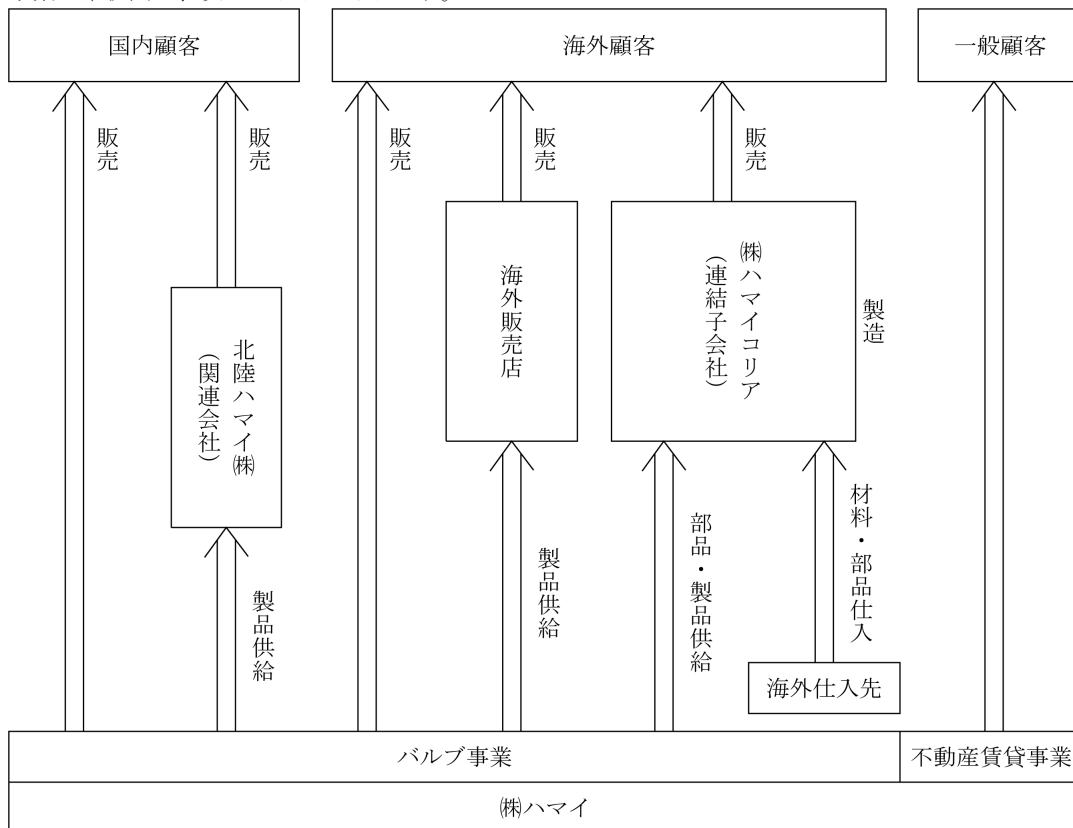 国内顧客
海外顧客
一般顧客
販売
販売
販売
販売
販売
北陸ハマイ㈱
(関連会社)
海外販売店
㈱ハマイコリア
(連結子会社)
製造
製品供給
製品供給
部品・製品供給
材料・部品仕入
海外仕入先
バルブ事業
不動産賃貸事業
㈱ハマイ